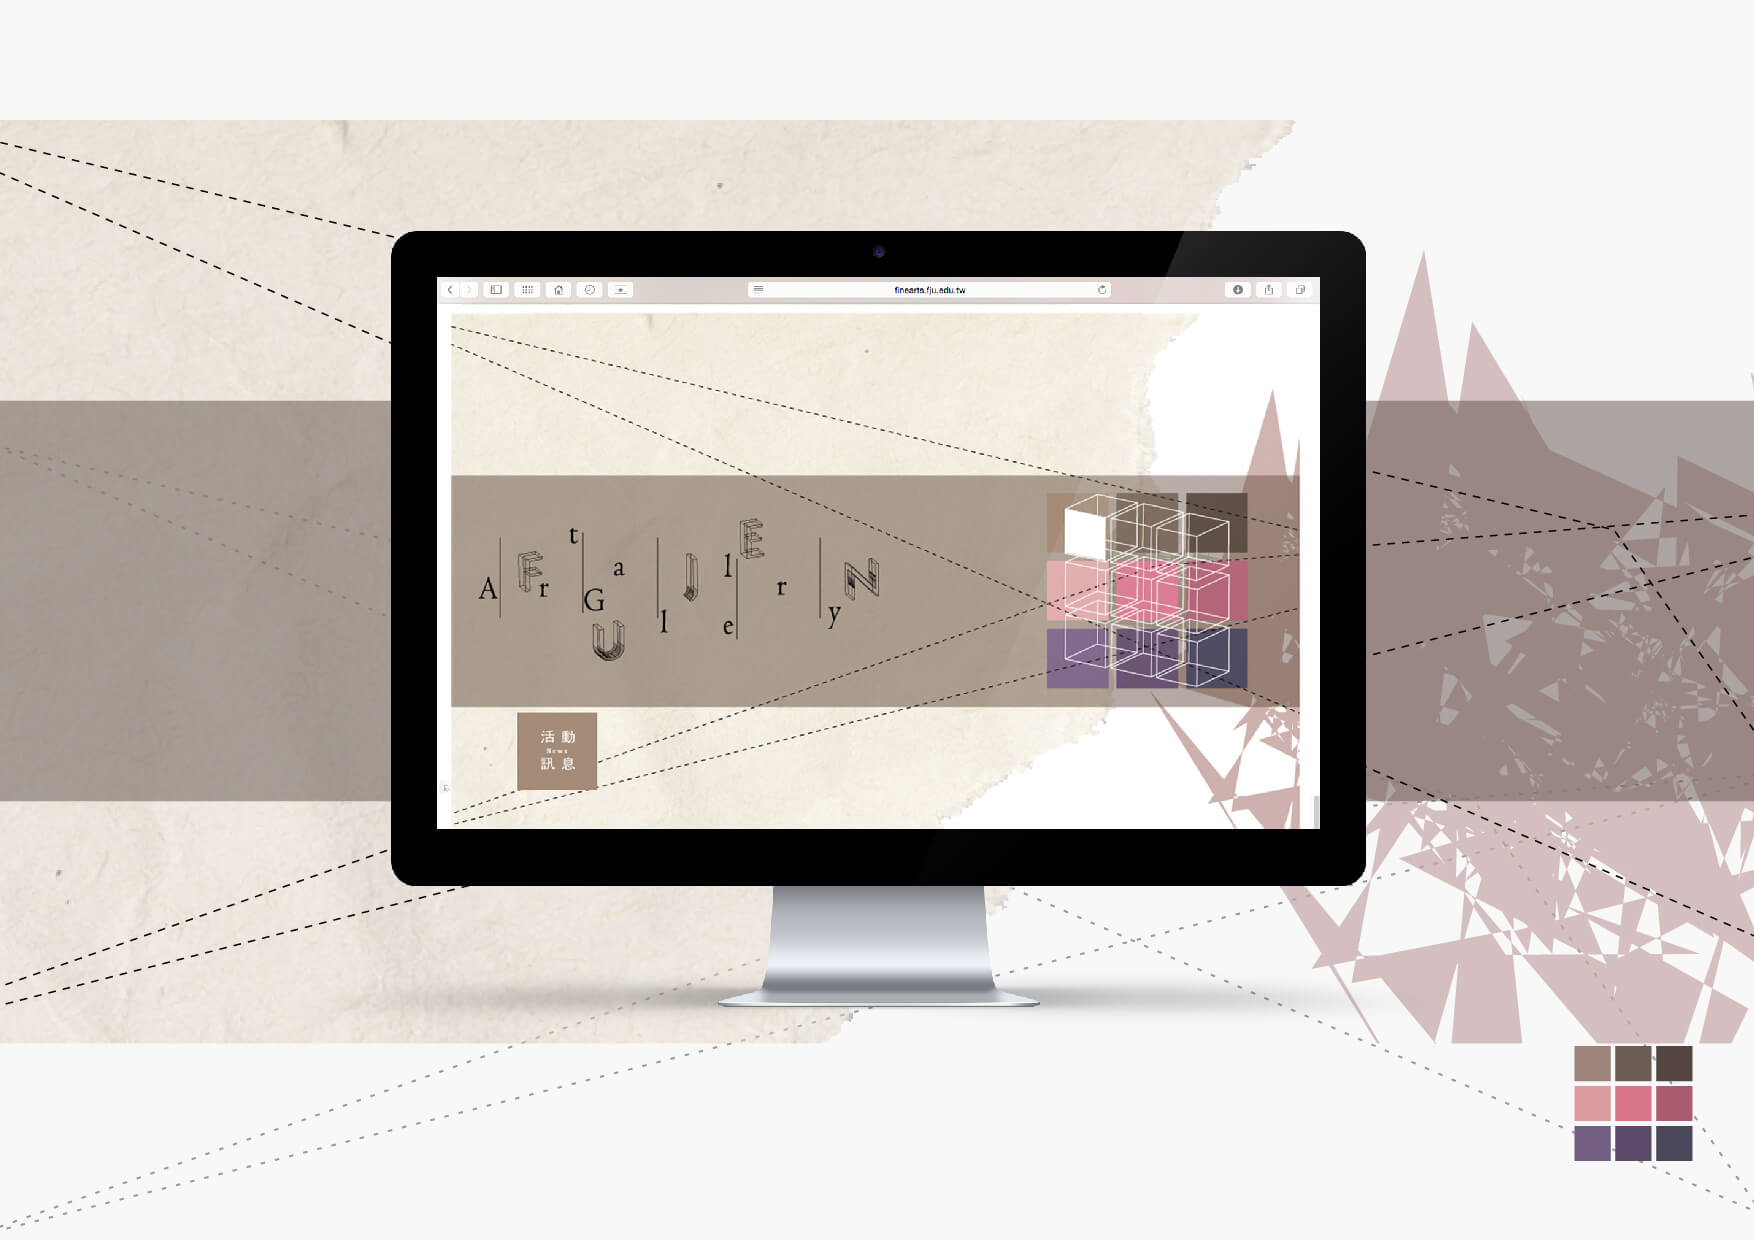 finearts.fju.edu.tw
A F r t G a U l J l e E r y N
活動
News
訊息